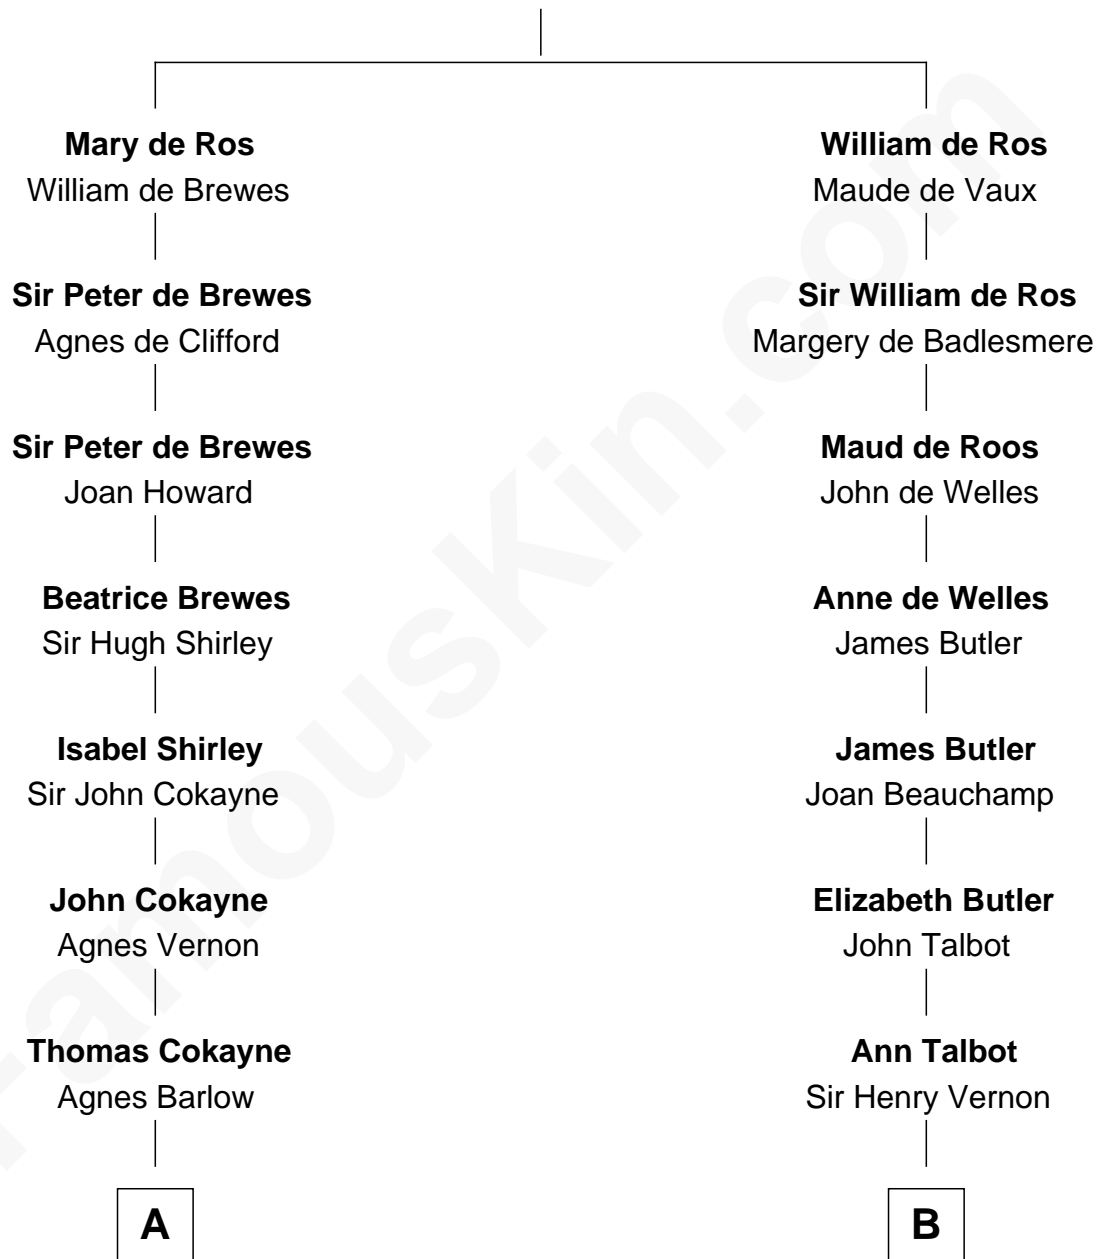 Mary de Ros
William de Brewes
Sir Peter de Brewes
Agnes de Clifford
Sir Peter de Brewes
Joan Howard
Beatrice Brewes
Sir Hugh Shirley
Isabel Shirley
Sir John Cokayne
John Cokayne
Agnes Vernon
Thomas Cokayne
Agnes Barlow
A
William de Ros
Maude de Vaux
Sir William de Ros
Margery de Badlesmere
Maud de Roos
John de Welles
Anne de Welles
James Butler
James Butler
Joan Beauchamp
Elizabeth Butler
John Talbot
Ann Talbot
Sir Henry Vernon
B
FamousKin.com